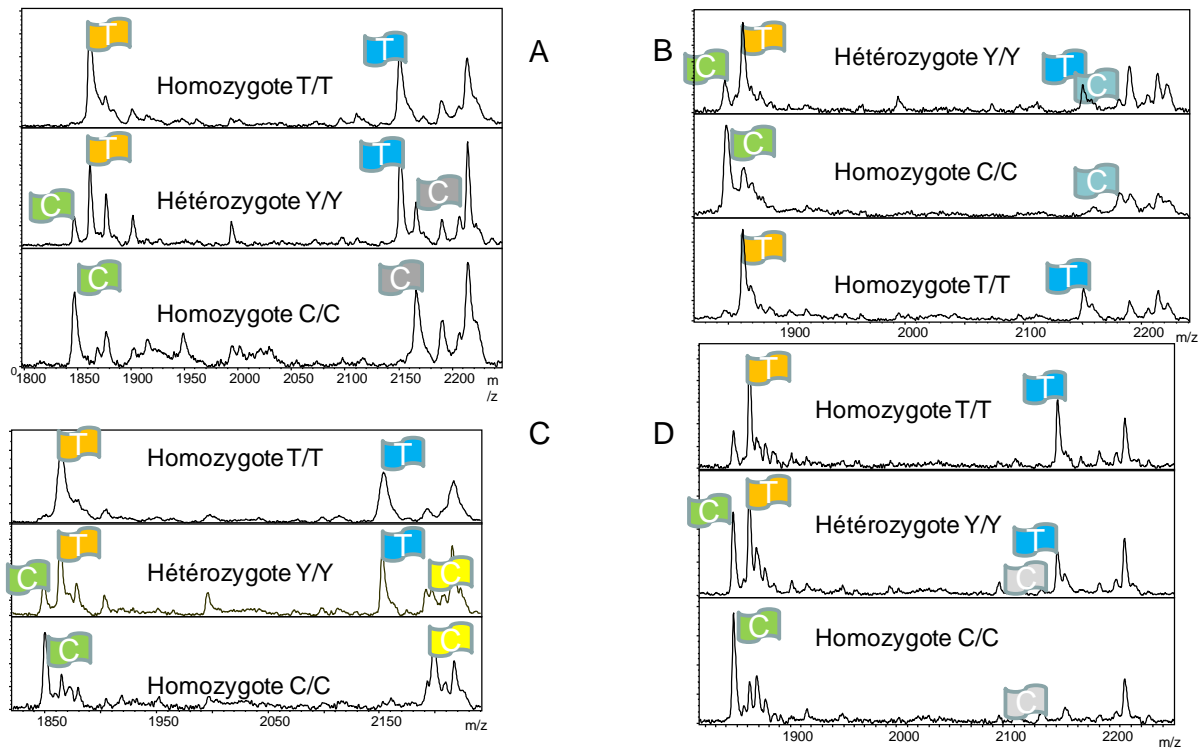 A
T
T
Homozygote T/T
T
T
C
C
Hétérozygote Y/Y
C
C
Homozygote C/C
0
1800 1850 1900 1950 2000 2050 2100 2150 2200 m
/z
B
C
T
T
C
Hétérozygote Y/Y
C
C
Homozygote C/C
T
T
Homozygote T/T
1900 2000 2100 2200 m/z
C
T
T
Homozygote T/T
T
T
C
C
Hétérozygote Y/Y
C
C
Homozygote C/C
1850 1950 2050 2150 m/z
D
T
T
Homozygote T/T
T
C
T
C
Hétérozygote Y/Y
C
C
Homozygote C/C
1900 2000 2100 2200
m/z